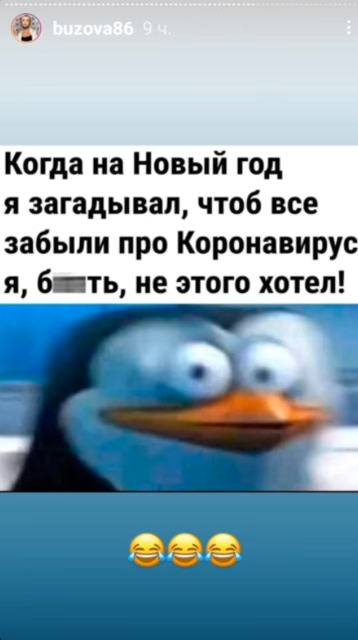 buzova86 9 ч.
Когда на Новый год
я загадывал, чтоб все
забыли про Коронавирус
я, б  ть, не этого хотел!